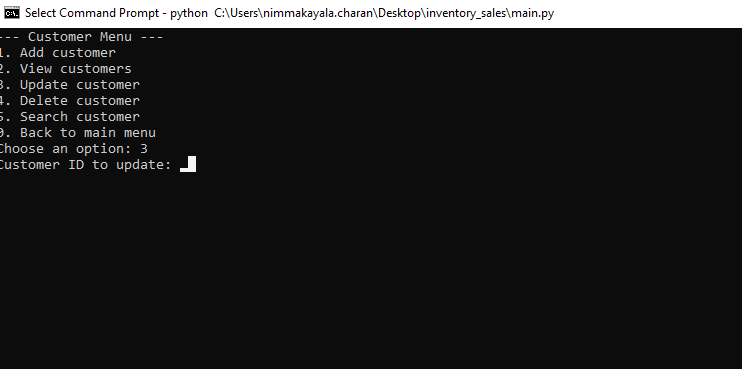 Select Command Prompt - python C:\Users\nimmakayala.charan\Desktop\inventory_sales\main.py
--- Customer Menu ---
1. Add customer
2. View customers
3. Update customer
4. Delete customer
5. Search customer
0. Back to main menu
Choose an option: 3
Customer ID to update: